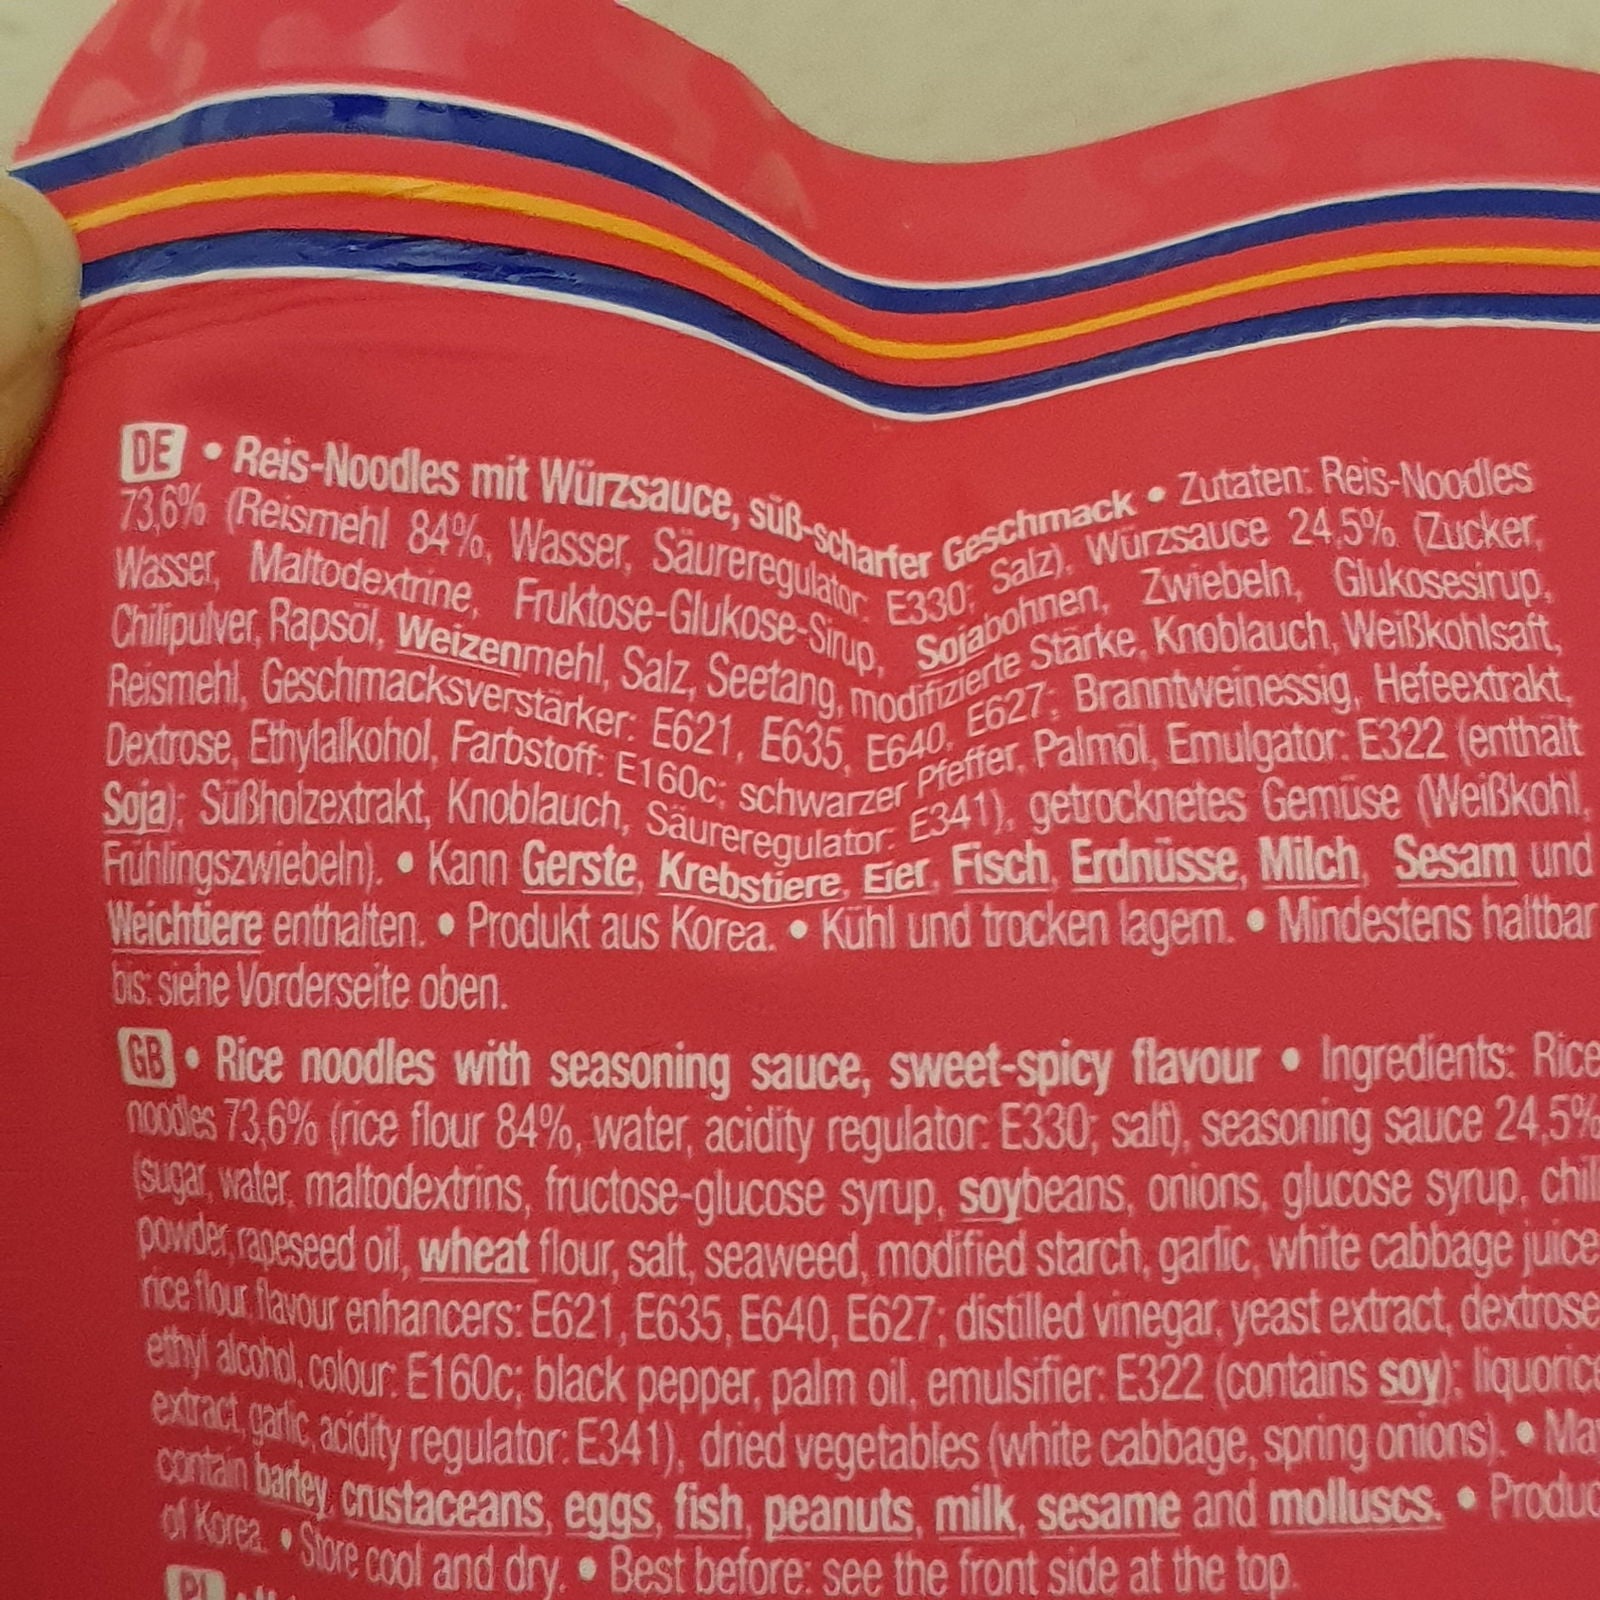 DE • Reis-Noodles mit Würzsauce, süß-scharfer Geschmack • Zutaten: Reis-Noodles
73,6% (Reismehl 84%, Wasser, Säureregulator: E330; Salz), Würzsauce 24,5% (Zucker,
Wasser, Maltodextrine, Fruktose-Glukose-Sirup, Sojabohnen, Zwiebeln, Glukosesirup,
Chilipulver, Rapsöl, Weizenmehl, Salz, Seetang, modifizierte Stärke, Knoblauch, Weißkohlsaft,
Reismehl, Geschmacksverstärker: E621, E635, E640, E627; Branntweinessig, Hefeextrakt,
Dextrose, Ethylalkohol, Farbstoff: E160c; schwarzer Pfeffer, Palmöl, Emulgator: E322 (enthält
Soja); Süßholzextrakt, Knoblauch, Säureregulator: E341), getrocknetes Gemüse (Weißkohl,
Frühlingszwiebeln). • Kann Gerste, Krebstiere, Eier, Fisch, Erdnüsse, Milch, Sesam und
Weichtiere enthalten. • Produkt aus Korea. • Kühl und trocken lagern. • Mindestens haltbar
bis: siehe Vorderseite oben.
GB • Rice noodles with seasoning sauce, sweet-spicy flavour • Ingredients: Rice
noodles 73,6% (rice flour 84%, water, acidity regulator: E330; salt), seasoning sauce 24,5%
(sugar, water, maltodextrins, fructose-glucose syrup, soybeans, onions, glucose syrup, chili
powder, rapeseed oil, wheat flour, salt, seaweed, modified starch, garlic, white cabbage juice
rice flour, flavour enhancers: E621, E635, E640, E627; distilled vinegar, yeast extract, dextrose
ethyl alcohol, colour: E160c; black pepper, palm oil, emulsifier: E322 (contains soy); liquorice
extract, garlic, acidity regulator: E341), dried vegetables (white cabbage, spring onions). • May
contain barley, crustaceans, eggs, fish, peanuts, milk, sesame and molluscs. • Produc
of Korea. • Store cool and dry. • Best before: see the front side at the top.
PL